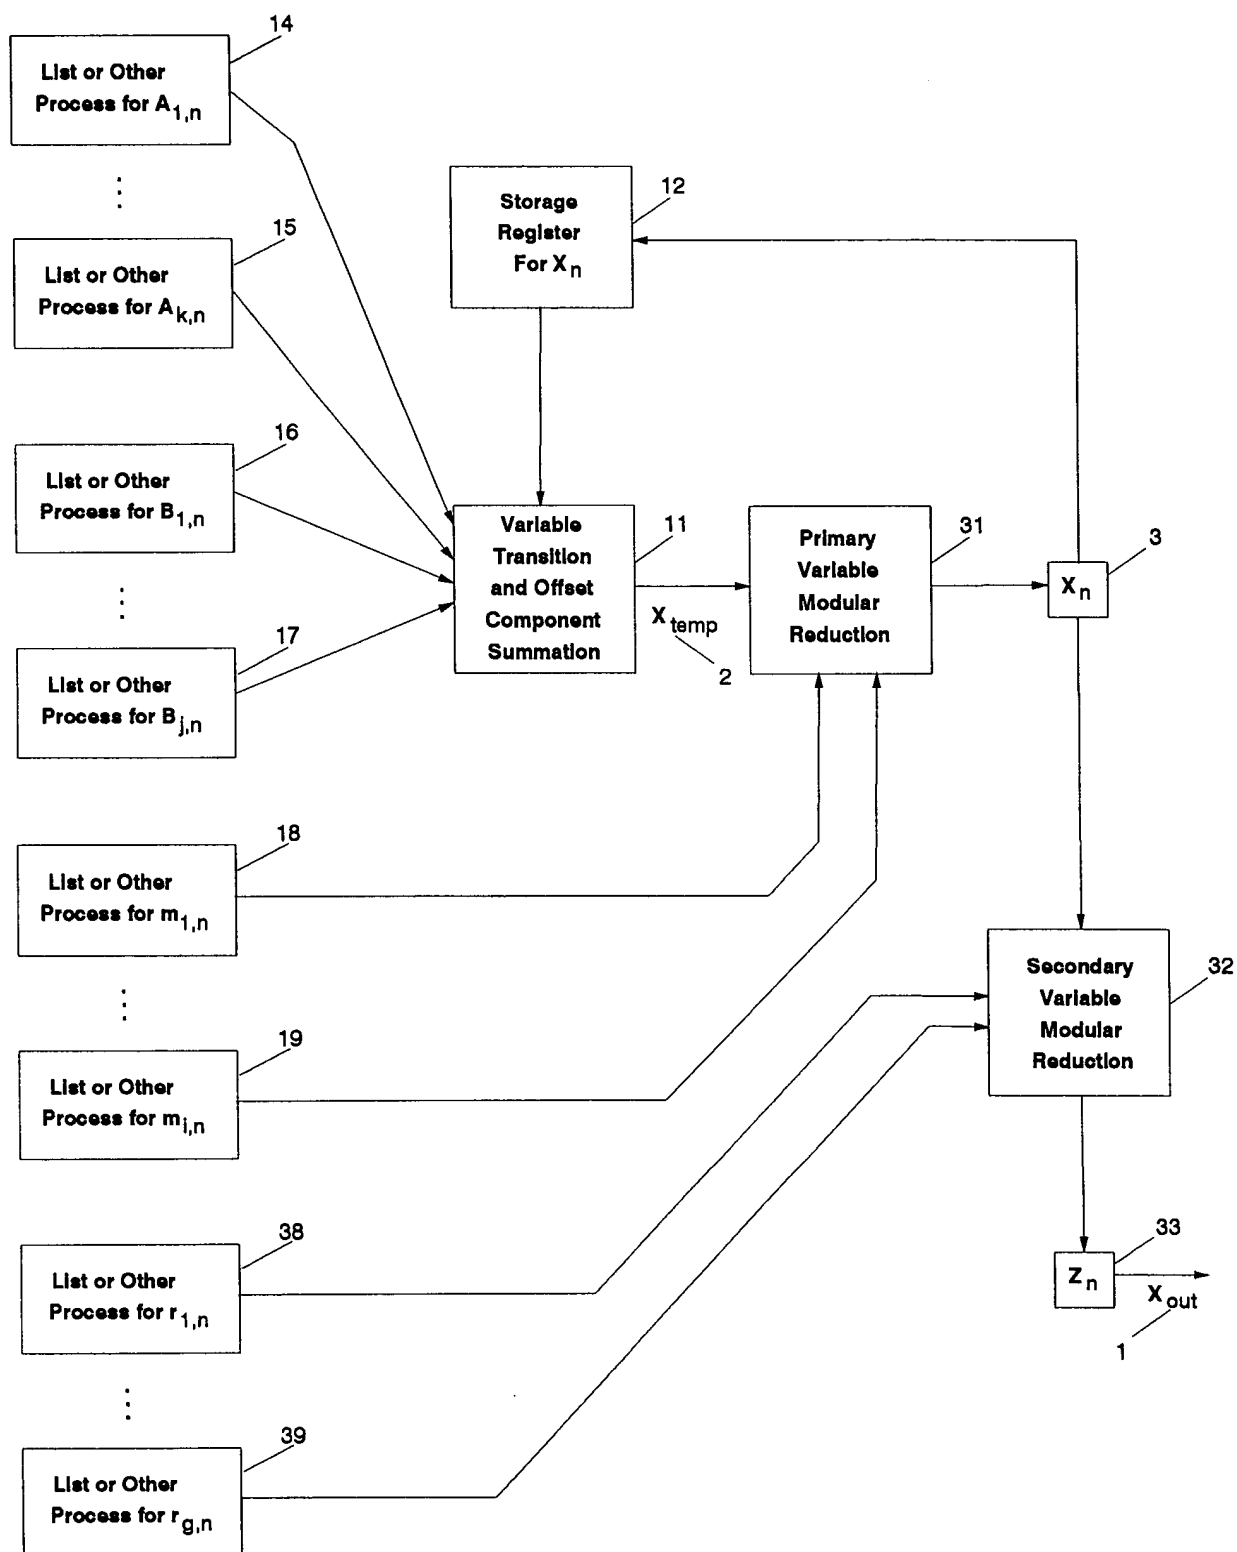 14
List or Other
Process for A1,n
15
List or Other
Process for Ak,n
16
List or Other
Process for B1,n
17
List or Other
Process for Bj,n
18
List or Other
Process for m1,n
19
List or Other
Process for mi,n
38
List or Other
Process for r1,n
39
List or Other
Process for rg,n
12
Storage
Register
For Xn
11
Variable
Transition
and Offset
Component
Summation
Xtemp
2
31
Primary
Variable
Modular
Reduction
3
Xn
32
Secondary
Variable
Modular
Reduction
33
Zn
Xout
1